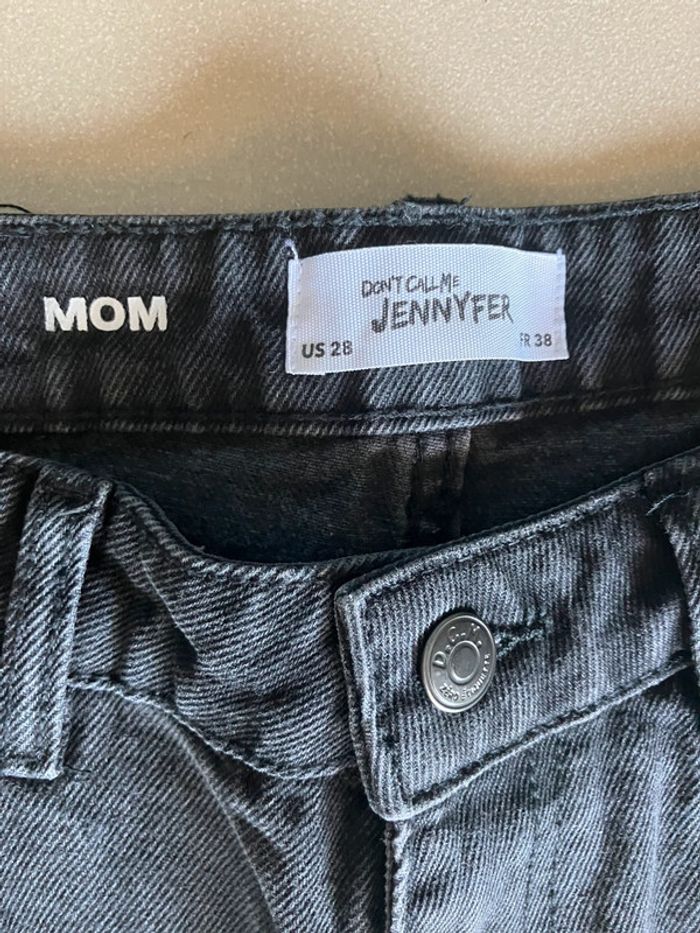 MOM
DON'T CALL ME
JENNYFER
US 28
FR 38
D.C.M.